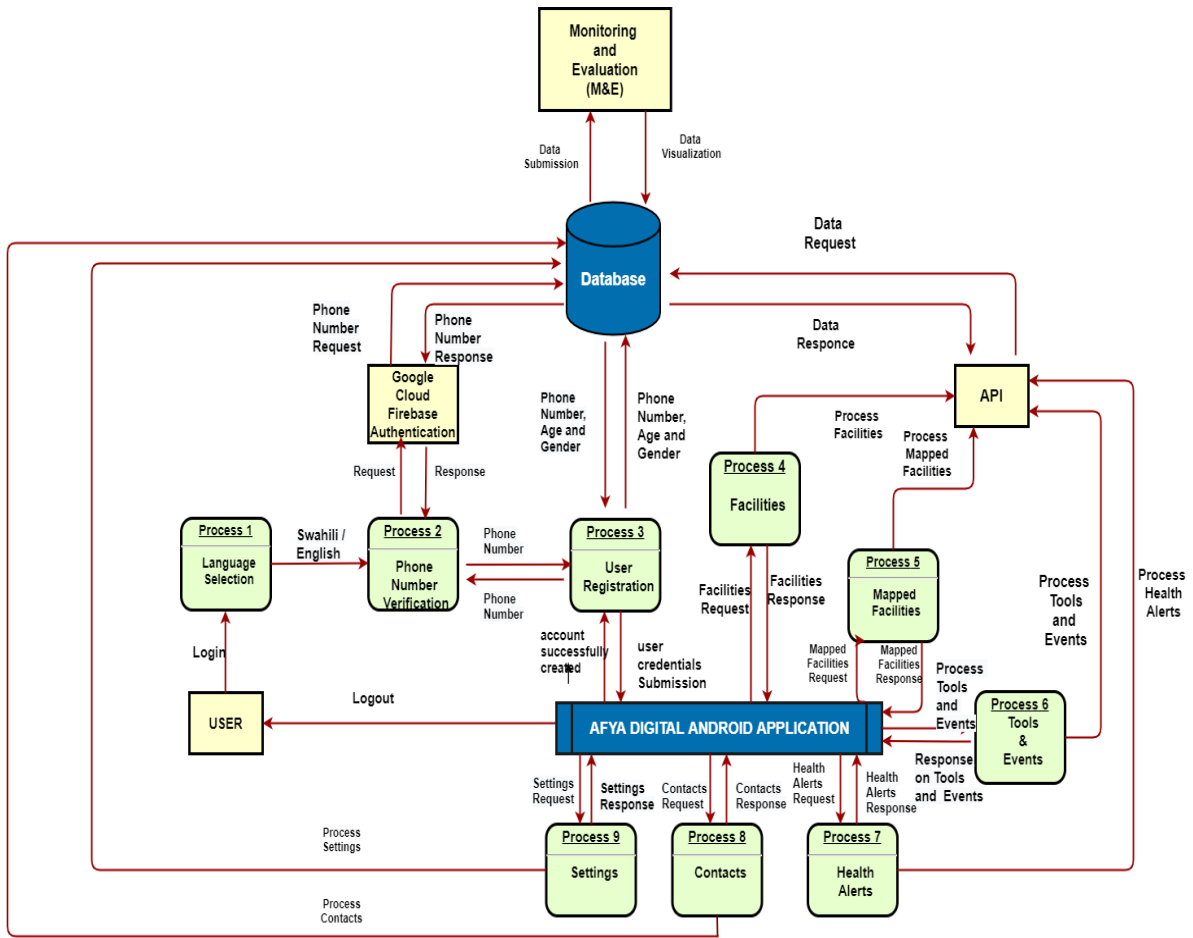 Monitoring
and
Evaluation
(M&E)
Data
Submission
Data
Visualization
Data
Request
Database
Phone
Number
Request
Phone
Number
Response
Data
Responce
Google
Cloud
Firebase
Authentication
API
Phone
Number,
Age and
Gender
Phone
Number,
Age and
Gender
Process
Facilities
Process
Mapped
Facilities
Request
Response
Process 4
Facilities
Process 1
Language
Selection
Swahili /
English
Process 2
Phone
Number
Verification
Phone
Number
Phone
Number
Process 3
User
Registration
Process 5
Mapped
Facilities
Facilities
Request
Facilities
Response
Process
Tools
and
Events
Process
Health
Alerts
Login
account
successfully
created
user
credentials
Submission
Mapped
Facilities
Request
Mapped
Facilities
Response
Process
Tools
and
Events
Process 6
Tools
&
Events
USER
Logout
AFYA DIGITAL ANDROID APPLICATION
Response
on Tools
and Events
Settings
Request
Settings
Response
Contacts
Request
Contacts
Response
Health
Alerts
Request
Health
Alerts
Response
Process
Settings
Process 9
Settings
Process 8
Contacts
Process 7
Health
Alerts
Process
Contacts